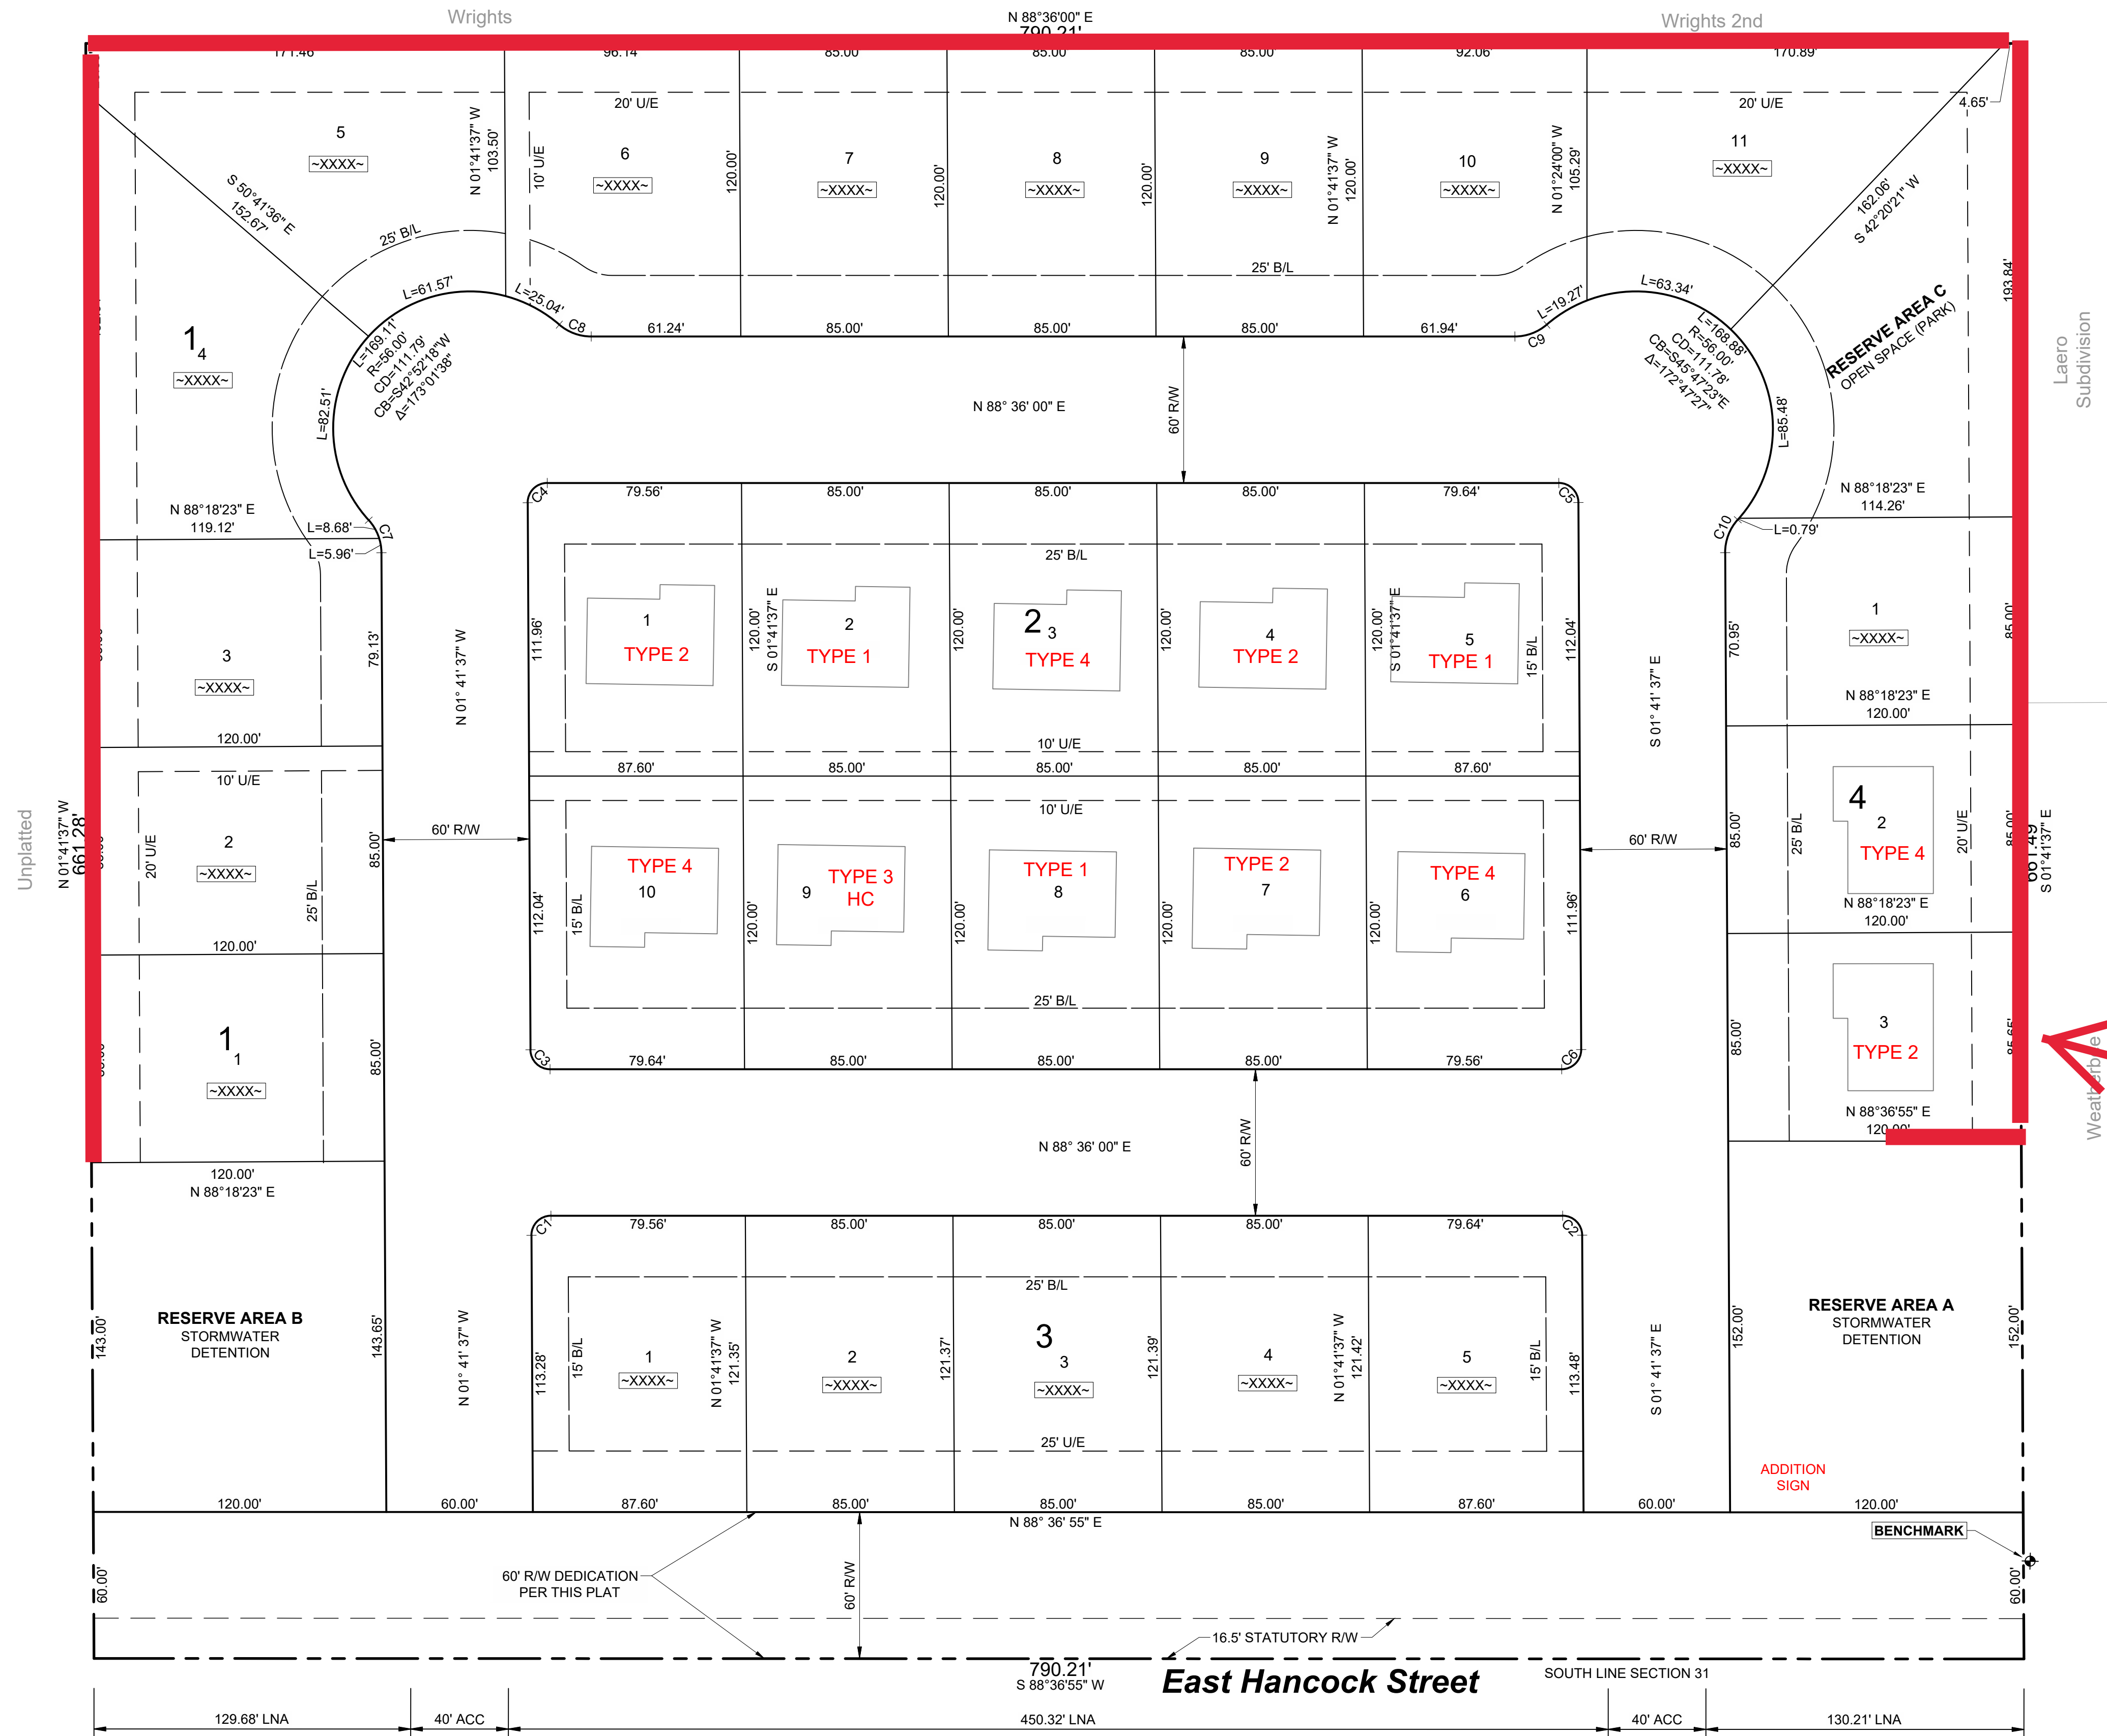 Wrights
N 88°36'00" E
790.21'
Wrights 2nd
171.46'
96.14'
85.00'
85.00'
85.00'
92.06'
170.89'
4.65'
20' U/E
20' U/E
5
~XXXX~
N 01°41'37" W
103.50'
10' U/E
6
~XXXX~
120.00'
7
~XXXX~
120.00'
8
~XXXX~
120.00'
9
~XXXX~
N 01°41'37" W
120.00'
10
~XXXX~
N 01°24'00" W
105.29'
11
~XXXX~
S 50°41'36" E
152.67'
162.06'
S 42°20'21" W
25' B/L
25' B/L
193.84'
RESERVE AREA C
OPEN SPACE (PARK)
Laero
Subdivision
L=61.57'
L=25.04'
C8
61.24'
85.00'
85.00'
85.00'
61.94'
C9
L=19.27'
L=63.34'
1
4
~XXXX~
L=169.11'
R=56.00'
CD=111.79'
CB=S42°52'18"W
Δ=173°01'38"
L=82.51'
L=168.88'
R=56.00'
CD=111.78'
CB=S45°47'23"E
Δ=172°47'27"
L=85.48'
N 88° 36' 00" E
60' R/W
N 88°18'23" E
119.12'
L=8.68'
C7
L=5.96'
C4
79.56'
85.00'
85.00'
85.00'
79.64'
C5
N 88°18'23" E
114.26'
C10
L=0.79'
25' B/L
3
~XXXX~
79.13'
N 01° 41' 37" W
111.96'
1
TYPE 2
120.00'
S 01°41'37" E
2
TYPE 1
120.00'
2
3
TYPE 4
120.00'
4
TYPE 2
120.00'
S 01°41'37" E
5
TYPE 1
15' B/L
112.04'
S 01° 41' 37" E
70.95'
1
~XXXX~
85.00'
N 88°18'23" E
120.00'
120.00'
10' U/E
10' U/E
87.60'
85.00'
85.00'
85.00'
87.60'
10' U/E
Unplatted
N 01°41'37" W
661.28'
20' U/E
2
~XXXX~
25' B/L
85.00'
60' R/W
112.04'
15' B/L
TYPE 4
10
120.00'
9
TYPE 3
HC
120.00'
TYPE 1
8
120.00'
TYPE 2
7
120.00'
TYPE 4
6
111.96'
60' R/W
85.00'
25' B/L
4
2
TYPE 4
20' U/E
85.00'
661.49'
S 01°41'37" E
N 88°18'23" E
120.00'
120.00'
25' B/L
1
1
~XXXX~
85.00'
C3
79.64'
85.00'
85.00'
85.00'
79.56'
C6
85.00'
3
TYPE 2
85.65'
N 88°36'55" E
120.00'
120.00'
N 88°18'23" E
N 88° 36' 00" E
60' R/W
C1
79.56'
85.00'
85.00'
85.00'
79.64'
C2
25' B/L
143.00'
RESERVE AREA B
STORMWATER
DETENTION
143.65'
N 01° 41' 37" W
113.28'
15' B/L
1
~XXXX~
N 01°41'37" W
121.35'
2
~XXXX~
121.37'
3
3
~XXXX~
121.39'
4
~XXXX~
N 01°41'37" W
121.42'
5
~XXXX~
15' B/L
113.48'
S 01° 41' 37" E
152.00'
RESERVE AREA A
STORMWATER
DETENTION
152.00'
25' U/E
ADDITION
SIGN
120.00'
60.00'
87.60'
85.00'
85.00'
85.00'
87.60'
60.00'
120.00'
N 88° 36' 55" E
BENCHMARK
60.00'
60' R/W DEDICATION
PER THIS PLAT
60' R/W
60.00'
16.5' STATUTORY R/W
790.21'
S 88°36'55" W
East Hancock Street
SOUTH LINE SECTION 31
129.68' LNA
40' ACC
450.32' LNA
40' ACC
130.21' LNA